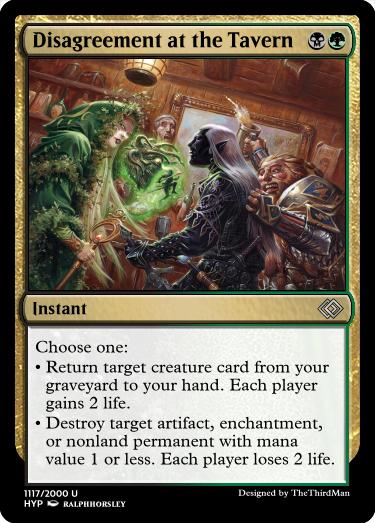 Disagreement at the Tavern
Instant
Choose one:
• Return target creature card from your
graveyard to your hand. Each player
gains 2 life.
• Destroy target artifact, enchantment,
or nonland permanent with mana
value 1 or less. Each player loses 2 life.
1117/2000 U
HYP RALPHHORSLEY
Designed by TheThirdMan